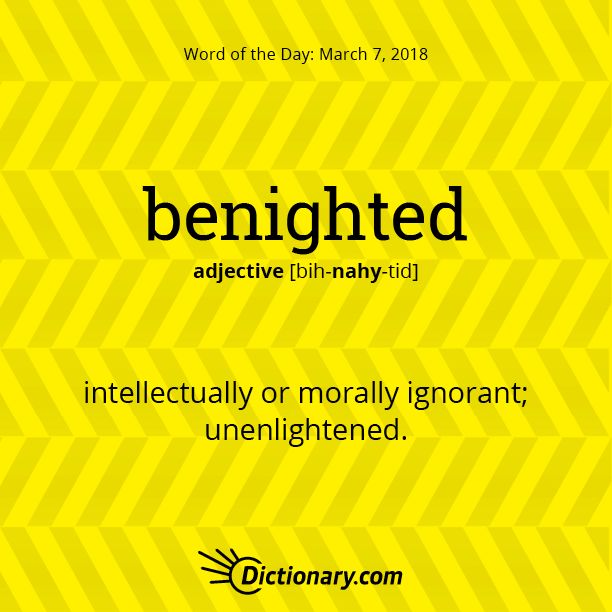 Word of the Day: March 7, 2018
benighted
adjective [bih-nahy-tid]
intellectually or morally ignorant;
unenlightened.
Dictionary.com